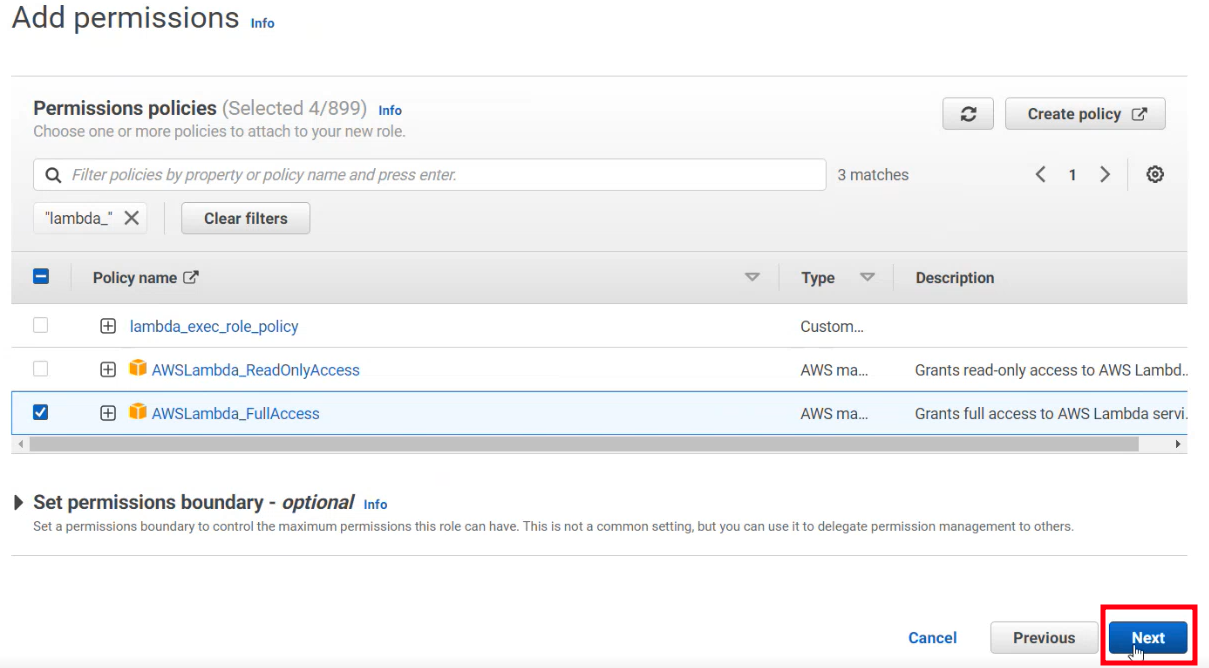 Add permissions Info
Permissions policies (Selected 4/899) Info
Create policy
Choose one or more policies to attach to your new role.
Filter policies by property or policy name and press enter.
3 matches
1
"lambda_"
Clear filters
Policy name Type Description
lambda_exec_role_policy Custom...
AWSLambda_ReadOnlyAccess AWS ma... Grants read-only access to AWS Lambd..
AWSLambda_FullAccess AWS ma... Grants full access to AWS Lambda servi.
Set permissions boundary - optional Info
Set a permissions boundary to control the maximum permissions this role can have. This is not a common setting, but you can use it to delegate permission management to others.
Cancel Previous Next